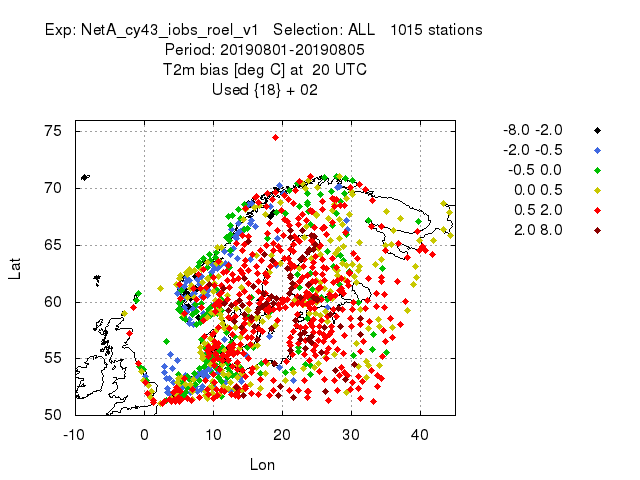 Exp: NetA_cy43_iobs_roel_v1 Selection: ALL 1015 stations
Period: 20190801-20190805
T2m bias [deg C] at 20 UTC
Used {18} + 02
75
70
65
60
55
50
Lat
-10 0 10 20 30 40
Lon
-8.0 -2.0
-2.0 -0.5
-0.5 0.0
0.0 0.5
0.5 2.0
2.0 8.0